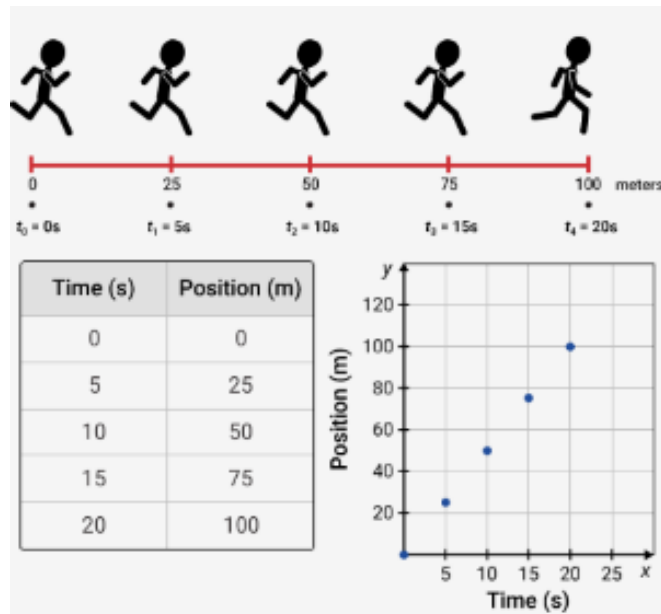 0 25 50 75 100 meters
t₀ = 0s t₁ = 5s t₂ = 10s t₃ = 15s t₄ = 20s
Time (s) Position (m)
0 0
5 25
10 50
15 75
20 100
y
120
100
80
60
40
20
Position (m)
5 10 15 20 25 x
Time (s)